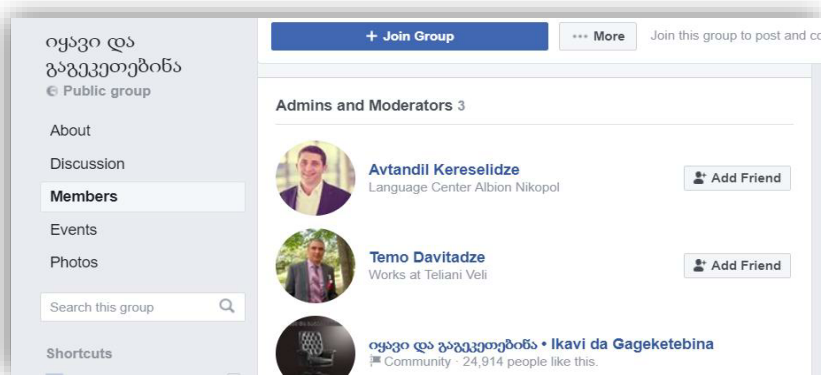 იყავი და
გაგეკეთებინა
Public group
About
Discussion
Members
Events
Photos
Search this group
Shortcuts
+ Join Group
••• More
Join this group to post and co
Admins and Moderators 3
Avtandil Kereselidze
Language Center Albion Nikopol
Add Friend
Temo Davitadze
Works at Teliani Veli
Add Friend
იყავი და გაგეკეთებინა • Ikavi da Gageketebina
Community · 24,914 people like this.